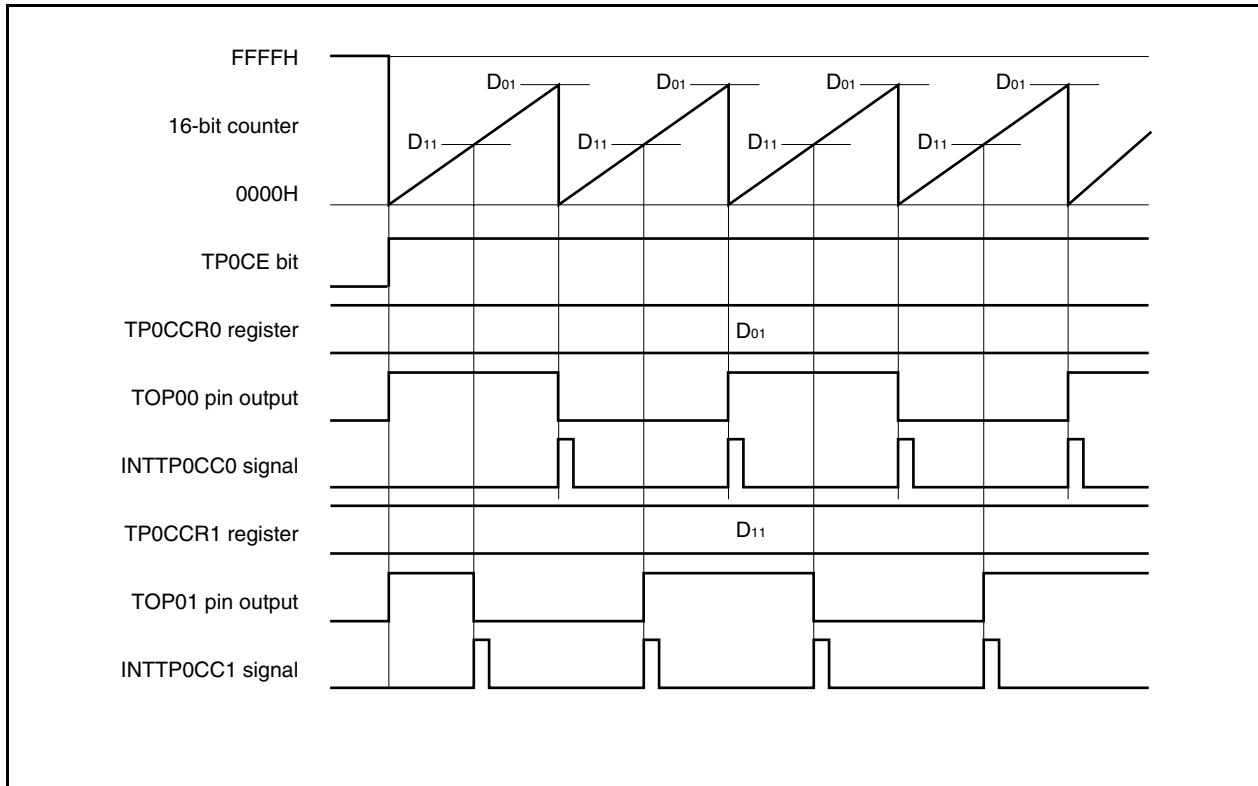 FFFFH
D01 D01 D01 D01
16-bit counter
D11 D11 D11 D11
0000H
TP0CE bit
TP0CCR0 register
D01
TOP00 pin output
INTTP0CC0 signal
TP0CCR1 register
D11
TOP01 pin output
INTTP0CC1 signal